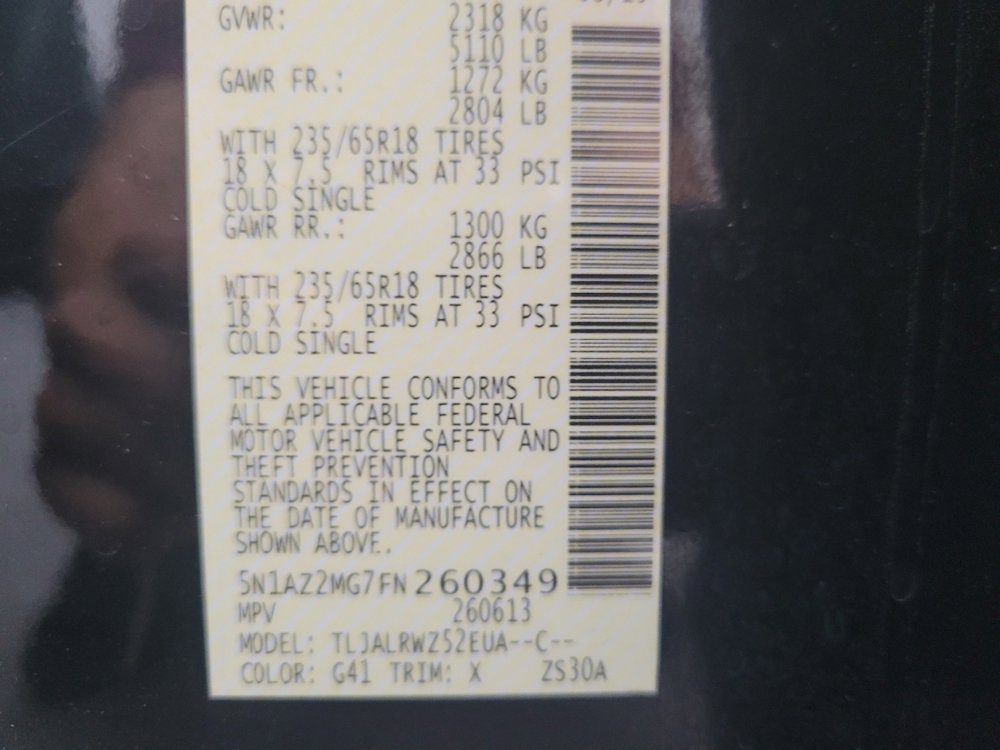 GVWR: 2318 KG
5110 LB
GAWR FR.: 1272 KG
2804 LB
WITH 235/65R18 TIRES
18 X 7.5 RIMS AT 33 PSI
COLD SINGLE
GAWR RR.: 1300 KG
2866 LB
WITH 235/65R18 TIRES
18 X 7.5 RIMS AT 33 PSI
COLD SINGLE
THIS VEHICLE CONFORMS TO
ALL APPLICABLE FEDERAL
MOTOR VEHICLE SAFETY AND
THEFT PREVENTION
STANDARDS IN EFFECT ON
THE DATE OF MANUFACTURE
SHOWN ABOVE.
5N1AZ2MG7FN260349
MPV 260613
MODEL: TLJALRWZ52EUA--C--
COLOR: G41 TRIM: X ZS30A